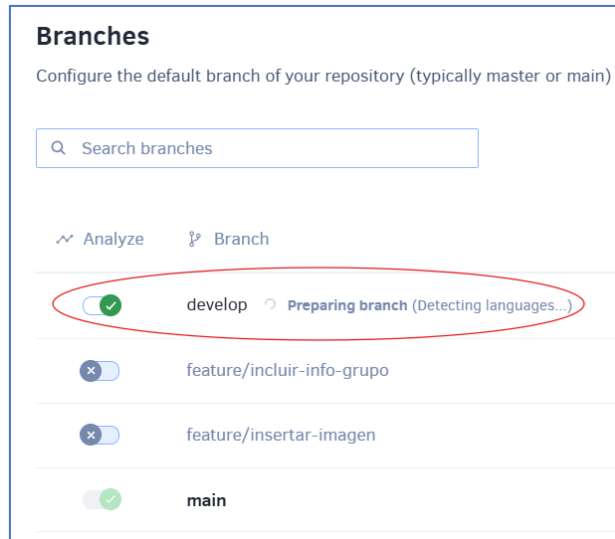 Branches
Configure the default branch of your repository (typically master or main)
Search branches
Analyze Branch
develop Preparing branch (Detecting languages...)
feature/incluir-info-grupo
feature/insertar-imagen
main